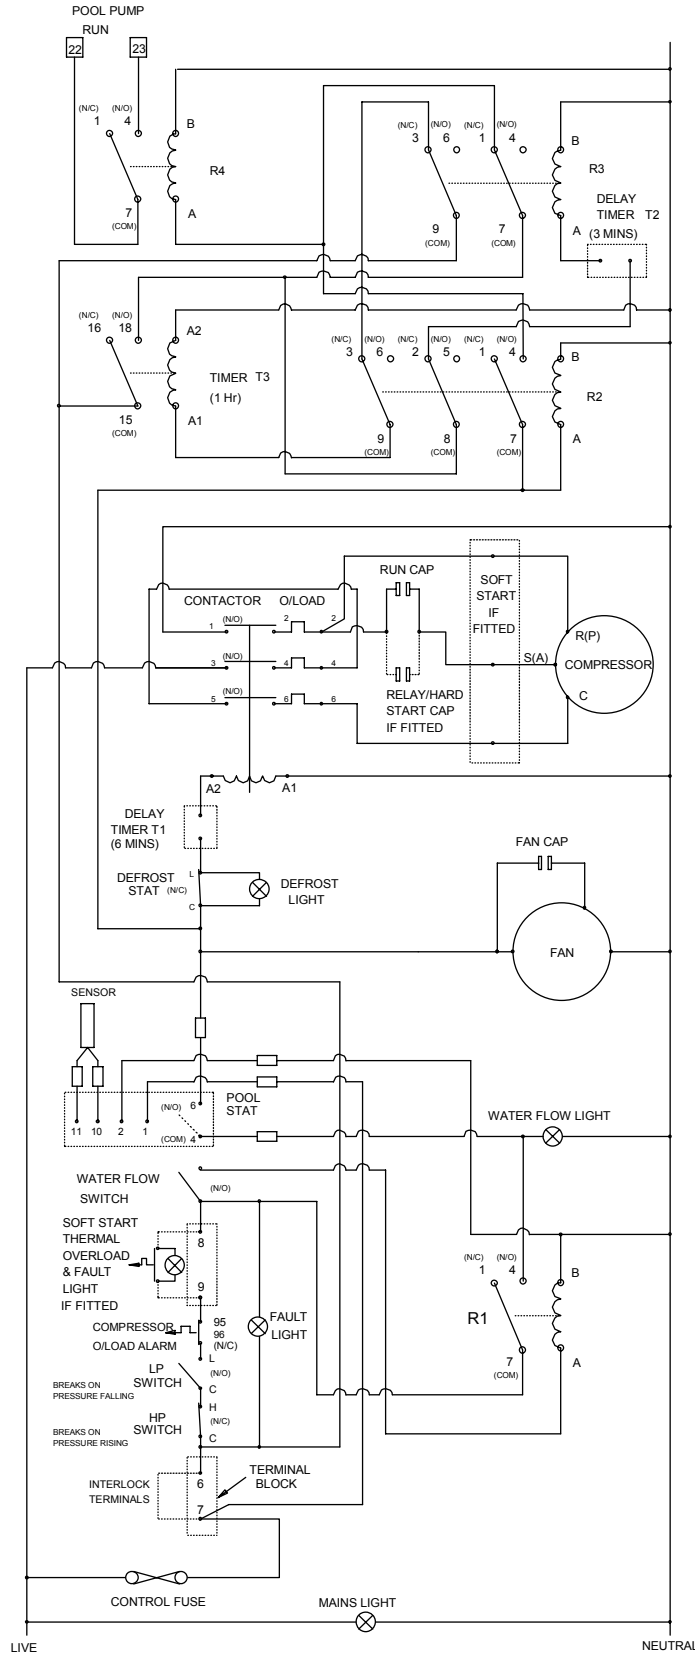 POOL PUMP
RUN
22
23
(N/C)
(N/O)
1
4
B
R4
A
7
(COM)
(N/C)
(N/O)
3
6
(N/C)
(N/O)
1
4
B
R3
DELAY
TIMER T2
(3 MINS)
A
9
(COM)
7
(COM)
(N/C)
(N/O)
16
18
A2
TIMER T3
(1 Hr)
15
(COM)
A1
(N/C)
(N/O)
3
6
(N/C)
(N/O)
2
5
(N/C)
(N/O)
1
4
B
R2
A
9
(COM)
8
(COM)
7
(COM)
RUN CAP
SOFT
START
IF
FITTED
CONTACTOR
O/LOAD
(N/O)
1
2
2
R(P)
S(A)
COMPRESSOR
(N/O)
3
4
4
(N/O)
5
6
6
C
RELAY/HARD
START CAP
IF FITTED
A2
A1
DELAY
TIMER T1
(6 MINS)
FAN CAP
L
DEFROST
STAT (N/C)
C
DEFROST
LIGHT
FAN
SENSOR
POOL
STAT
(N/O)
6
11
10
2
1
(COM)
4
WATER FLOW LIGHT
WATER FLOW
SWITCH
(N/O)
SOFT START
THERMAL
OVERLOAD
& FAULT
LIGHT
IF FITTED
8
9
(N/C)
(N/O)
1
4
B
R1
A
7
(COM)
COMPRESSOR
O/LOAD ALARM
95
96
(N/C)
FAULT
LIGHT
L
LP
SWITCH
(N/O)
C
BREAKS ON
PRESSURE FALLING
H
HP
SWITCH
(N/C)
C
BREAKS ON
PRESSURE RISING
TERMINAL
BLOCK
INTERLOCK
TERMINALS
6
7
CONTROL FUSE
MAINS LIGHT
LIVE
NEUTRAL